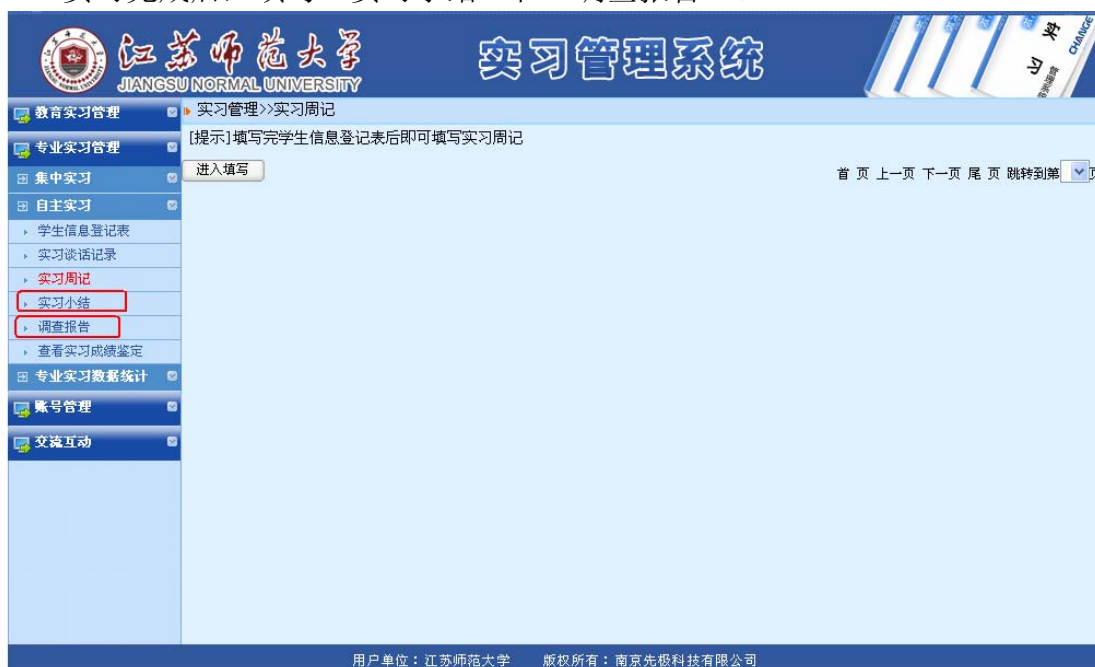 江苏师范大学
JIANGSU NORMAL UNIVERSITY
实习管理系统
实习
管理系统
CHANGE
教育实习管理
专业实习管理
集中实习
自主实习
学生信息登记表
实习谈话记录
实习周记
实习小结
调查报告
查看实习成绩鉴定
专业实习数据统计
账号管理
交流互动
实习管理>>实习周记
[提示]填写完学生信息登记表后即可填写实习周记
进入填写
首 页 上一页 下一页 尾 页 跳转到第 页
用户单位：江苏师范大学 版权所有：南京先极科技有限公司